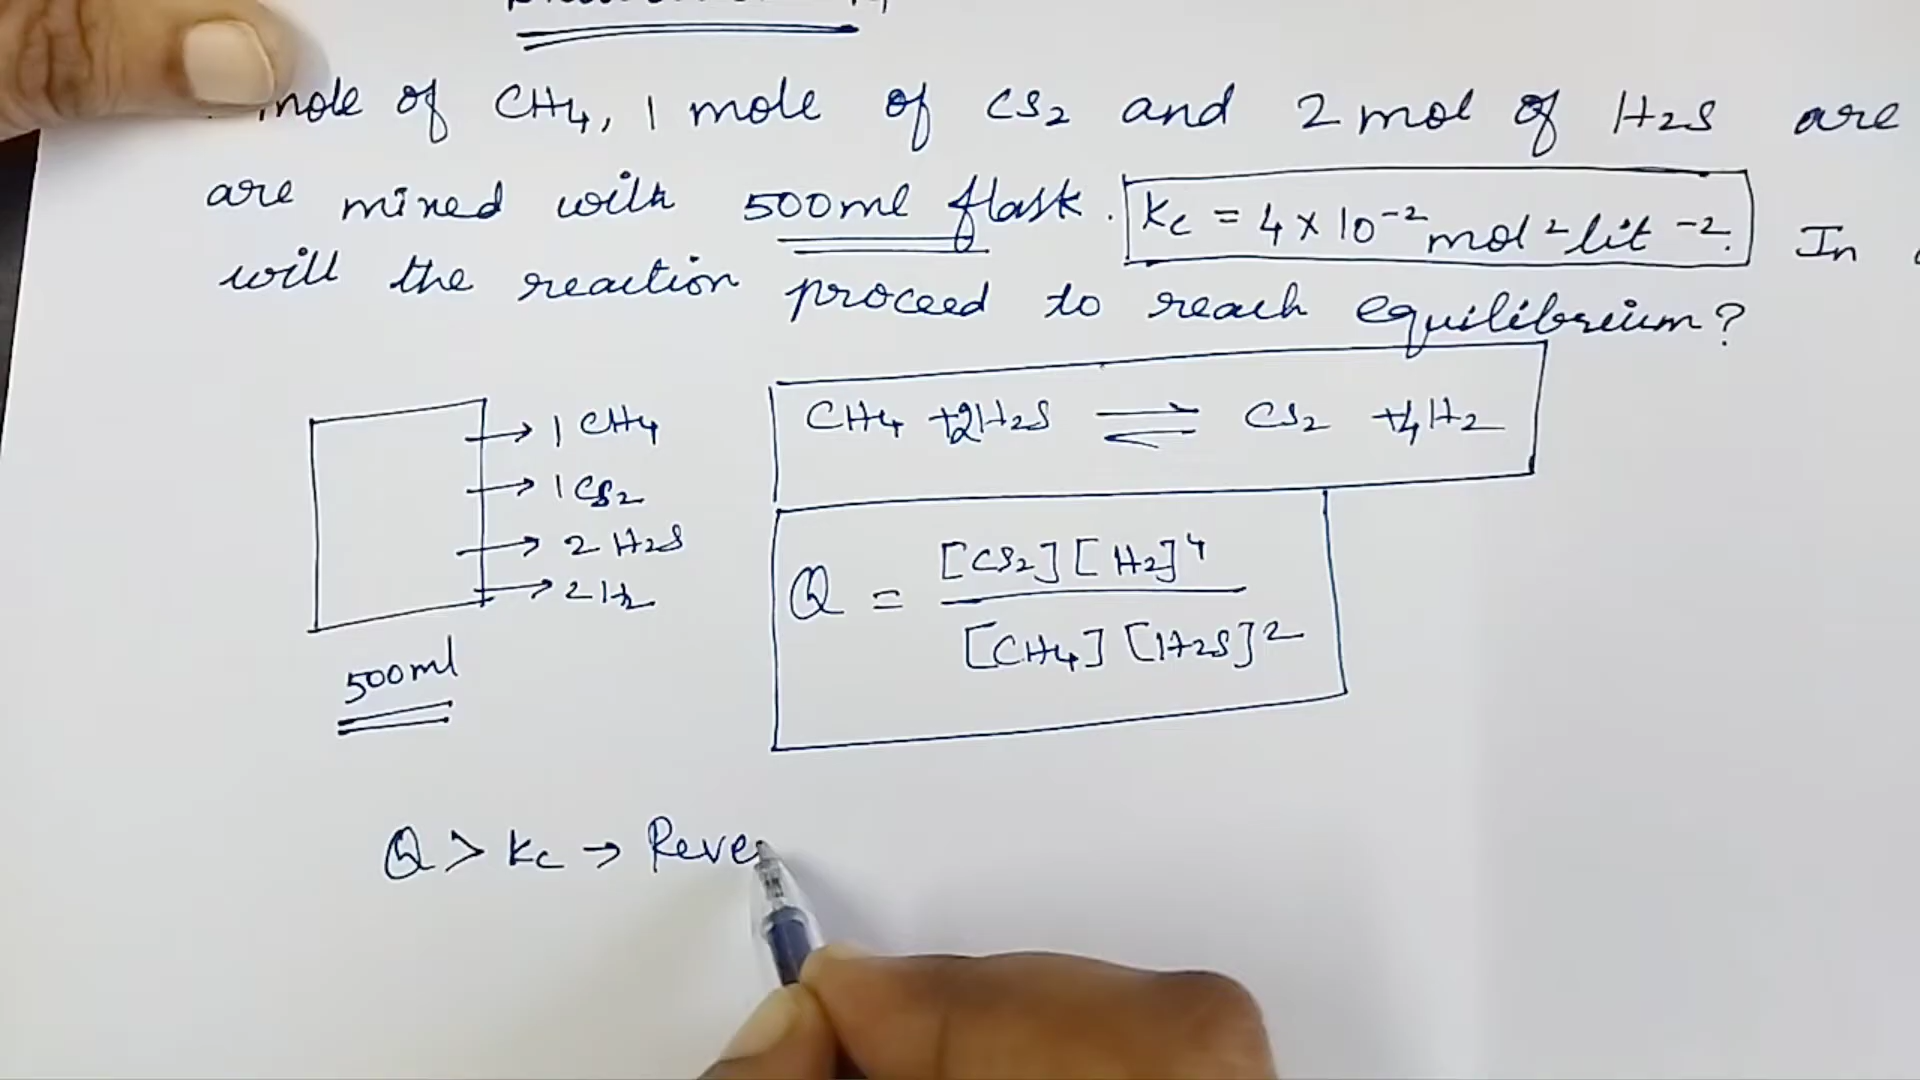 mole of CH4, 1 mole of CS2 and 2 mol of H2S are
are mixed with 500ml flask. Kc = 4 × 10⁻² mol² lit⁻². In
will the reaction proceed to reach equilibrium?
→ 1 CH4
→ 1 CS2
→ 2 H2S
→ 2 H2
500ml
CH4 + 2H2S ⇌ CS2 + 4H2
Q = [CS2][H2]⁴ / [CH4][H2S]²
Q > Kc → Reve